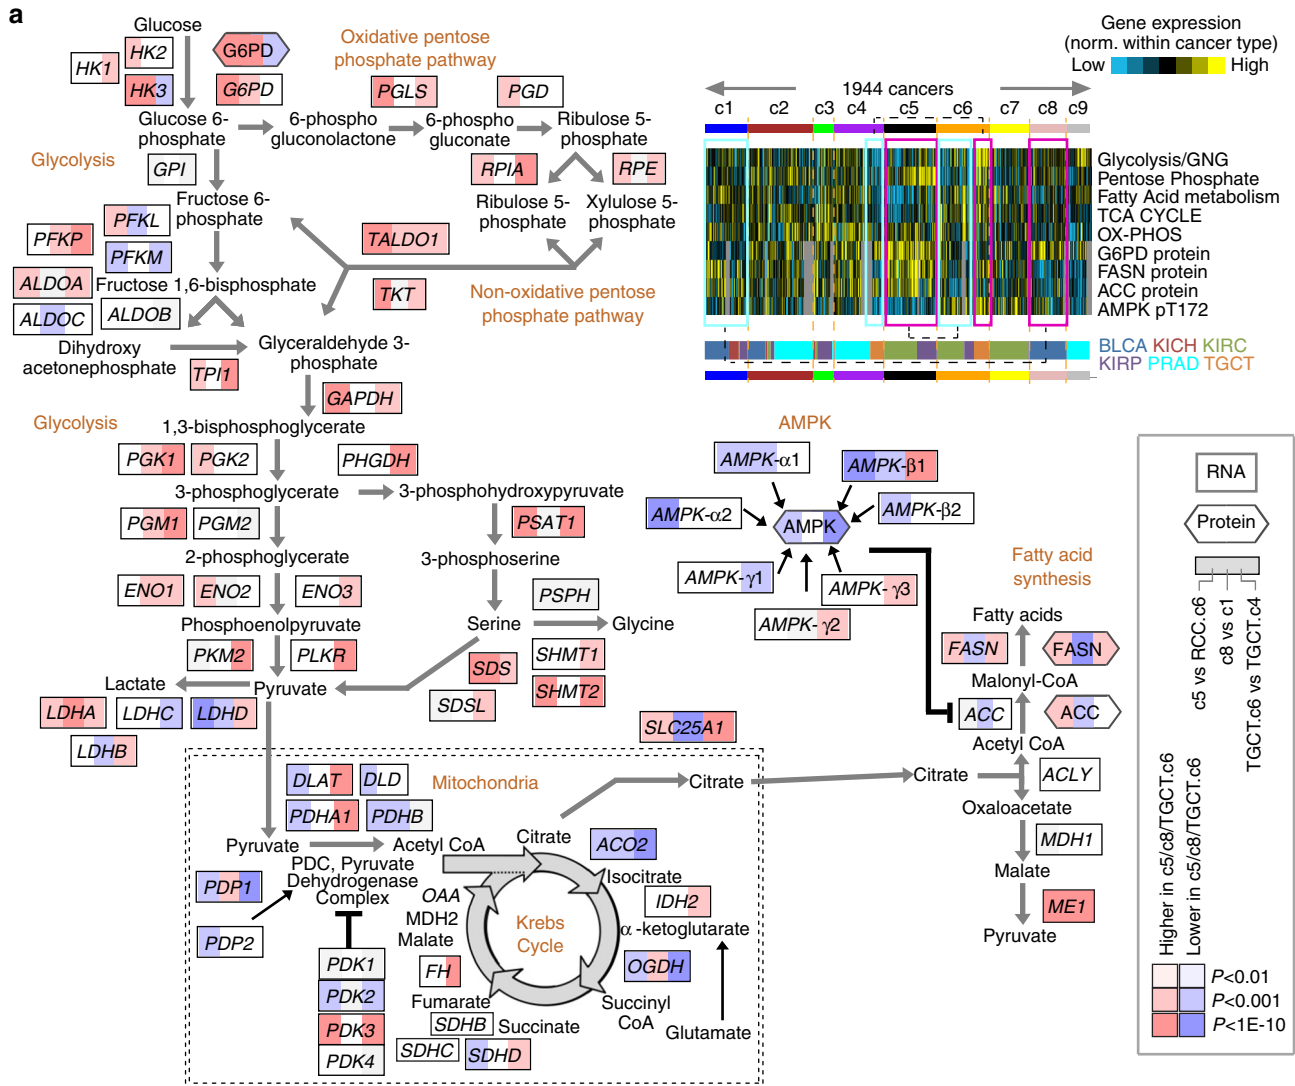 a
Glucose
HK1
HK2
HK3
G6PD
G6PD
Oxidative pentose
phosphate pathway
PGLS
PGD
Glucose 6-
phosphate
6-phospho
gluconolactone
6-phospho
gluconate
Ribulose 5-
phosphate
Glycolysis
GPI
RPIA
RPE
Fructose 6-
phosphate
Ribulose 5-
phosphate
Xylulose 5-
phosphate
PFKL
PFKP
PFKM
TALDO1
ALDOA
Fructose 1,6-bisphosphate
TKT
Non-oxidative pentose
phosphate pathway
ALDOC
ALDOB
Dihydroxy
acetonephosphate
Glyceraldehyde 3-
phosphate
TPI1
GAPDH
Glycolysis
1,3-bisphosphoglycerate
PGK1
PGK2
PHGDH
3-phosphoglycerate
3-phosphohydroxypyruvate
PGM1
PGM2
PSAT1
2-phosphoglycerate
3-phosphoserine
ENO1
ENO2
ENO3
PSPH
Phosphoenolpyruvate
Serine
Glycine
PKM2
PLKR
SHMT1
SDS
SHMT2
SDSL
Lactate
Pyruvate
LDHA
LDHC
LDHD
LDHB
SLC25A1
Mitochondria
DLAT
DLD
PDHA1
PDHB
Citrate
Citrate
Pyruvate
Acetyl CoA
Citrate
ACO2
PDC, Pyruvate
Dehydrogenase
Complex
PDP1
PDP2
Isocitrate
OAA
MDH2
Malate
IDH2
Krebs
Cycle
α -ketoglutarate
PDK1
PDK2
PDK3
PDK4
FH
OGDH
Fumarate
SDHB
Succinate
SDHC
SDHD
Succinyl
CoA
Glutamate
Gene expression
(norm. within cancer type)
Low
High
1944 cancers
c1 c2 c3 c4 c5 c6 c7 c8 c9
Glycolysis/GNG
Pentose Phosphate
Fatty Acid metabolism
TCA CYCLE
OX-PHOS
G6PD protein
FASN protein
ACC protein
AMPK pT172
BLCA KICH KIRC
KIRP PRAD TGCT
AMPK
AMPK-α1
AMPK-β1
AMPK-α2
AMPK
AMPK-β2
AMPK-γ1
AMPK- γ3
AMPK- γ2
Fatty acid
synthesis
Fatty acids
FASN
FASN
Malonyl-CoA
ACC
ACC
Acetyl CoA
ACLY
Oxaloacetate
MDH1
Malate
ME1
Pyruvate
RNA
Protein
c5 vs RCC.c6
c8 vs c1
TGCT.c6 vs TGCT.c4
Higher in c5/c8/TGCT.c6
Lower in c5/c8/TGCT.c6
P<0.01
P<0.001
P<1E-10